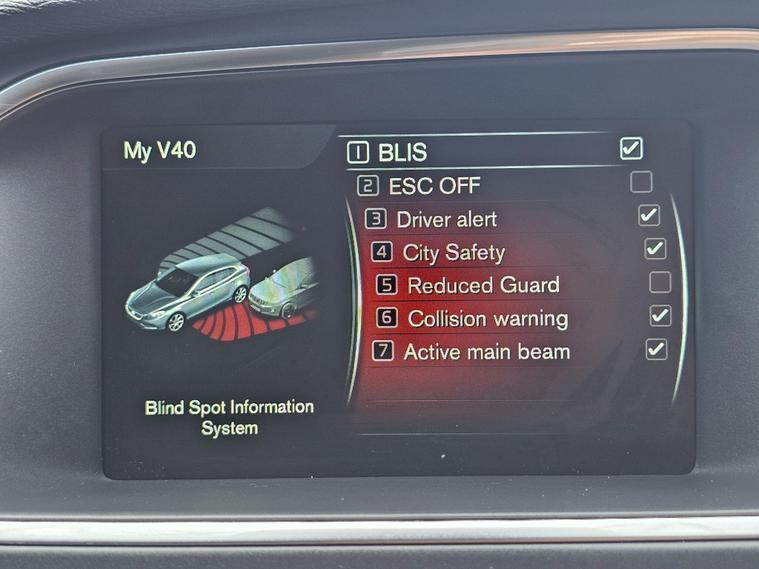 My V40
1 BLIS
2 ESC OFF
3 Driver alert
4 City Safety
5 Reduced Guard
6 Collision warning
7 Active main beam
Blind Spot Information
System